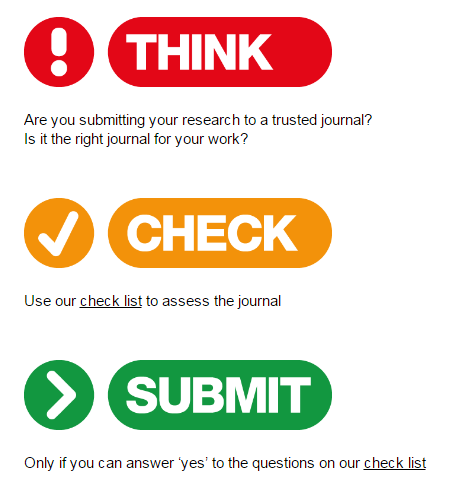 THINK
Are you submitting your research to a trusted journal?
Is it the right journal for your work?
CHECK
Use our check list to assess the journal
SUBMIT
Only if you can answer ‘yes’ to the questions on our check list